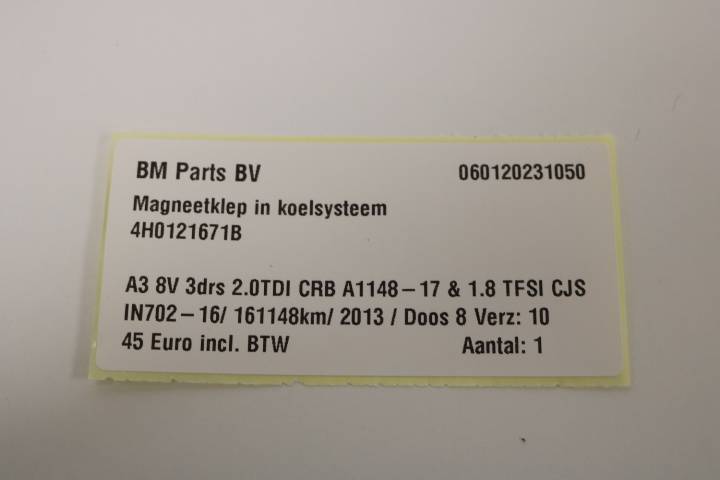 BM Parts BV 060120231050
Magneetklep in koelsysteem
4H0121671B
A3 8V 3drs 2.0TDI CRB A1148-17 & 1.8 TFSI CJS
IN702-16/ 161148km/ 2013 / Doos 8 Verz: 10
45 Euro incl. BTW Aantal: 1